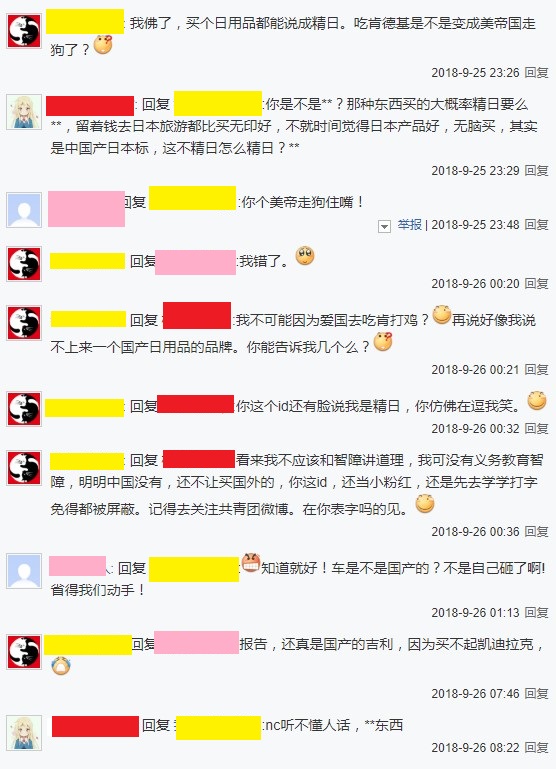 : 我佛了，买个日用品都能说成精日。吃肯德基是不是变成美帝国走
狗了？
2018-9-25 23:26 回复
: 回复 :你是不是**？那种东西买的大概率精日要么
**，留着钱去日本旅游都比买无印好，不就时间觉得日本产品好，无脑买，其实
是中国产日本标，这不精日怎么精日？**
2018-9-25 23:29 回复
回复 :你个美帝走狗住嘴！
举报 | 2018-9-25 23:48 回复
回复 :我错了。
2018-9-26 00:20 回复
回复 :我不可能因为爱国去吃肯打鸡？再说好像我说
不上来一个国产日用品的品牌。你能告诉我几个么？
2018-9-26 00:21 回复
: 回复 你这个id还有脸说我是精日，你仿佛在逗我笑。
2018-9-26 00:32 回复
: 回复 看来我不应该和智障讲道理，我可没有义务教育智
障，明明中国没有，还不让买国外的，你这id，还当小粉红，还是先去学学打字
免得都被屏蔽。记得去关注共青团微博。在你表字吗的见。
2018-9-26 00:36 回复
: 回复 : 知道就好！车是不是国产的？不是自己砸了啊!
省得我们动手！
2018-9-26 01:13 回复
回复 报告，还真是国产的吉利，因为买不起凯迪拉克，
2018-9-26 07:46 回复
回复 :nc听不懂人话，**东西
2018-9-26 08:22 回复